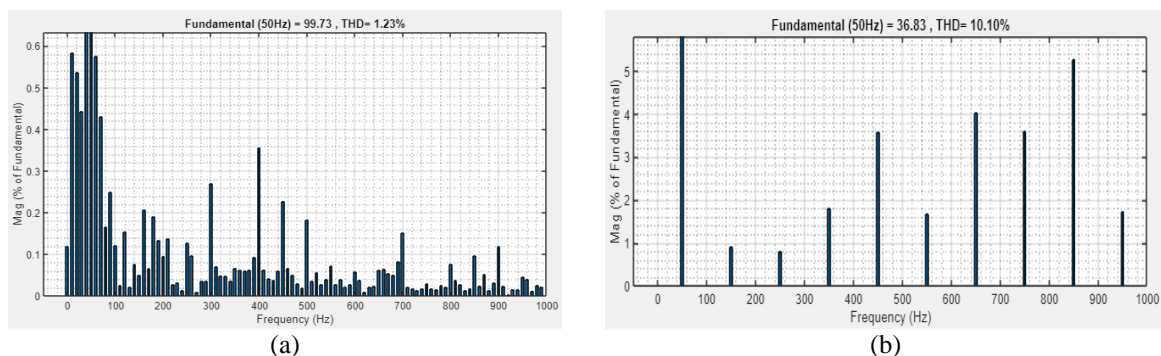 Fundamental (50Hz) = 99.73 , THD= 1.23%
0.6
0.5
0.4
0.3
0.2
0.1
0
Mag (% of Fundamental)
0 100 200 300 400 500 600 700 800 900 1000
Frequency (Hz)
(a)
Fundamental (50Hz) = 36.83 , THD= 10.10%
5
4
3
2
1
0
Mag (% of Fundamental)
0 100 200 300 400 500 600 700 800 900 1000
Frequency (Hz)
(b)